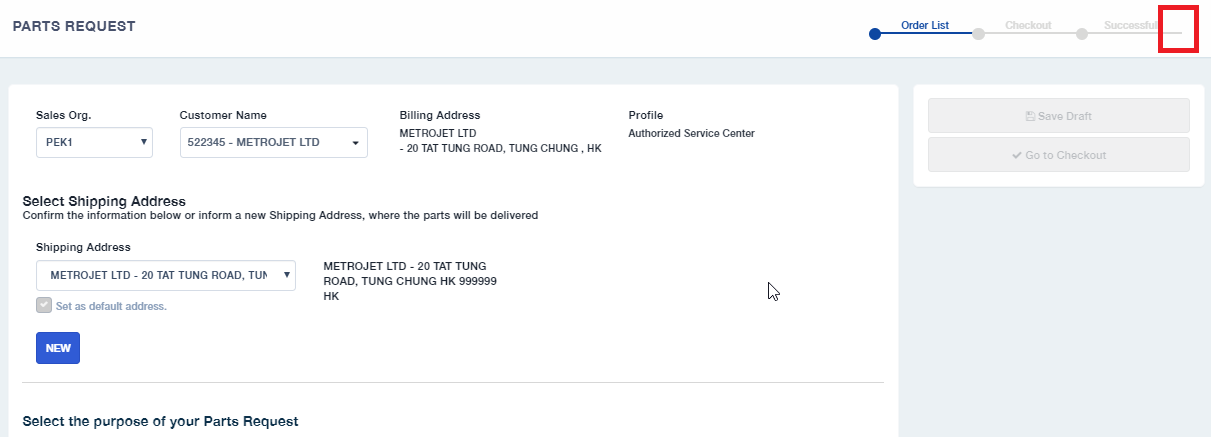 PARTS REQUEST
Order List
Checkout
Successful
Sales Org.
Customer Name
Billing Address
Profile
PEK1
522345 - METROJET LTD
METROJET LTD
- 20 TAT TUNG ROAD, TUNG CHUNG , HK
Authorized Service Center
Save Draft
Go to Checkout
Select Shipping Address
Confirm the information below or inform a new Shipping Address, where the parts will be delivered
Shipping Address
METROJET LTD - 20 TAT TUNG ROAD, TUN
METROJET LTD - 20 TAT TUNG
ROAD, TUNG CHUNG HK 999999
HK
Set as default address.
NEW
Select the purpose of your Parts Request